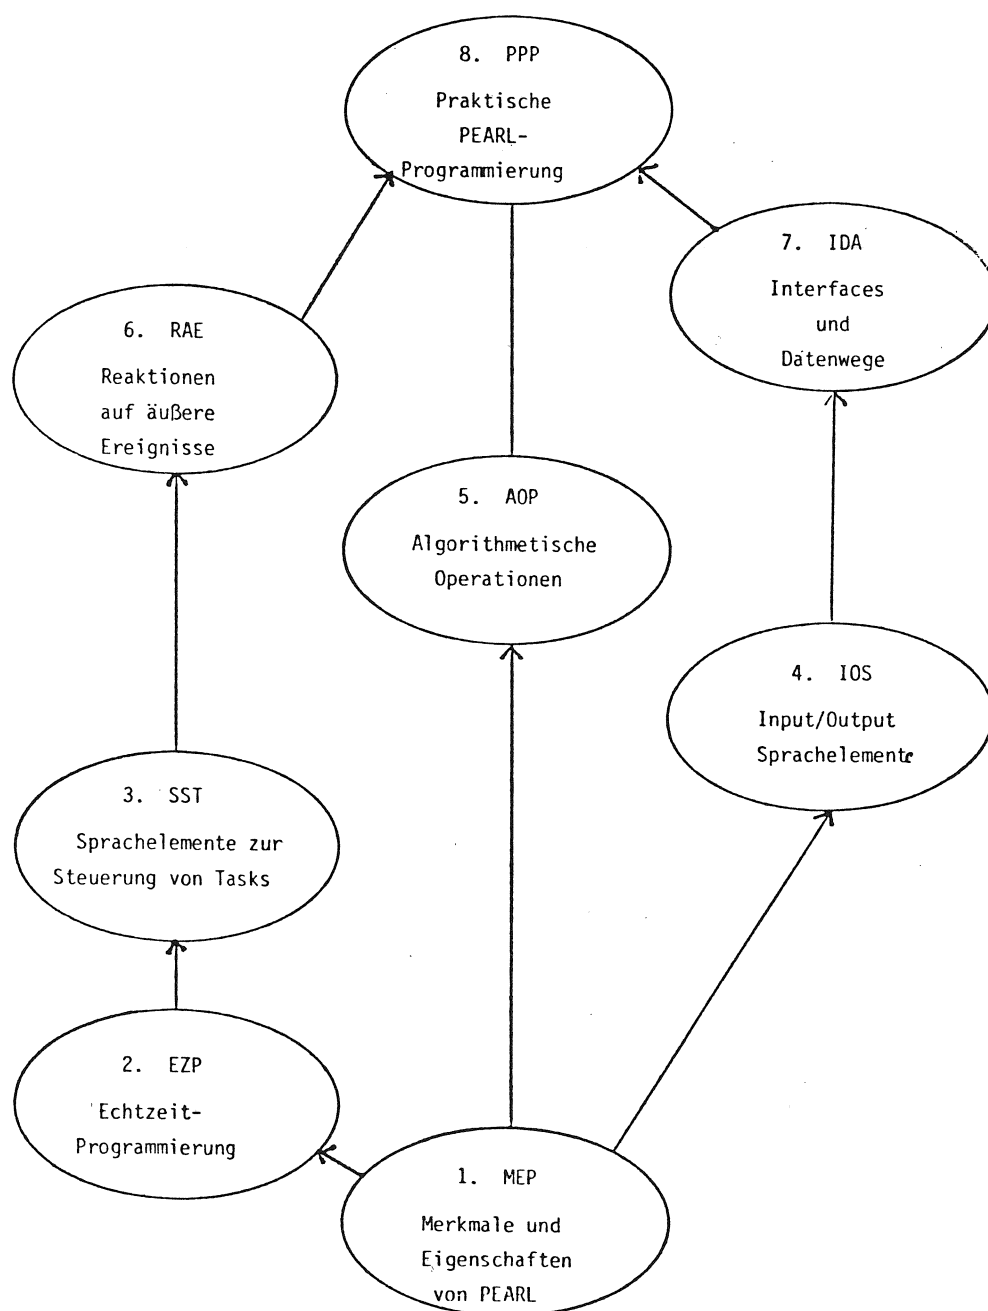 8. PPP
Praktische
PEARL-
Programmierung
7. IDA
Interfaces
und
Datenwege
6. RAE
Reaktionen
auf äußere
Ereignisse
5. AOP
Algorithmetische
Operationen
4. IOS
Input/Output
Sprachelemente
3. SST
Sprachelemente zur
Steuerung von Tasks
2. EZP
Echtzeit-
Programmierung
1. MEP
Merkmale und
Eigenschaften
von PEARL